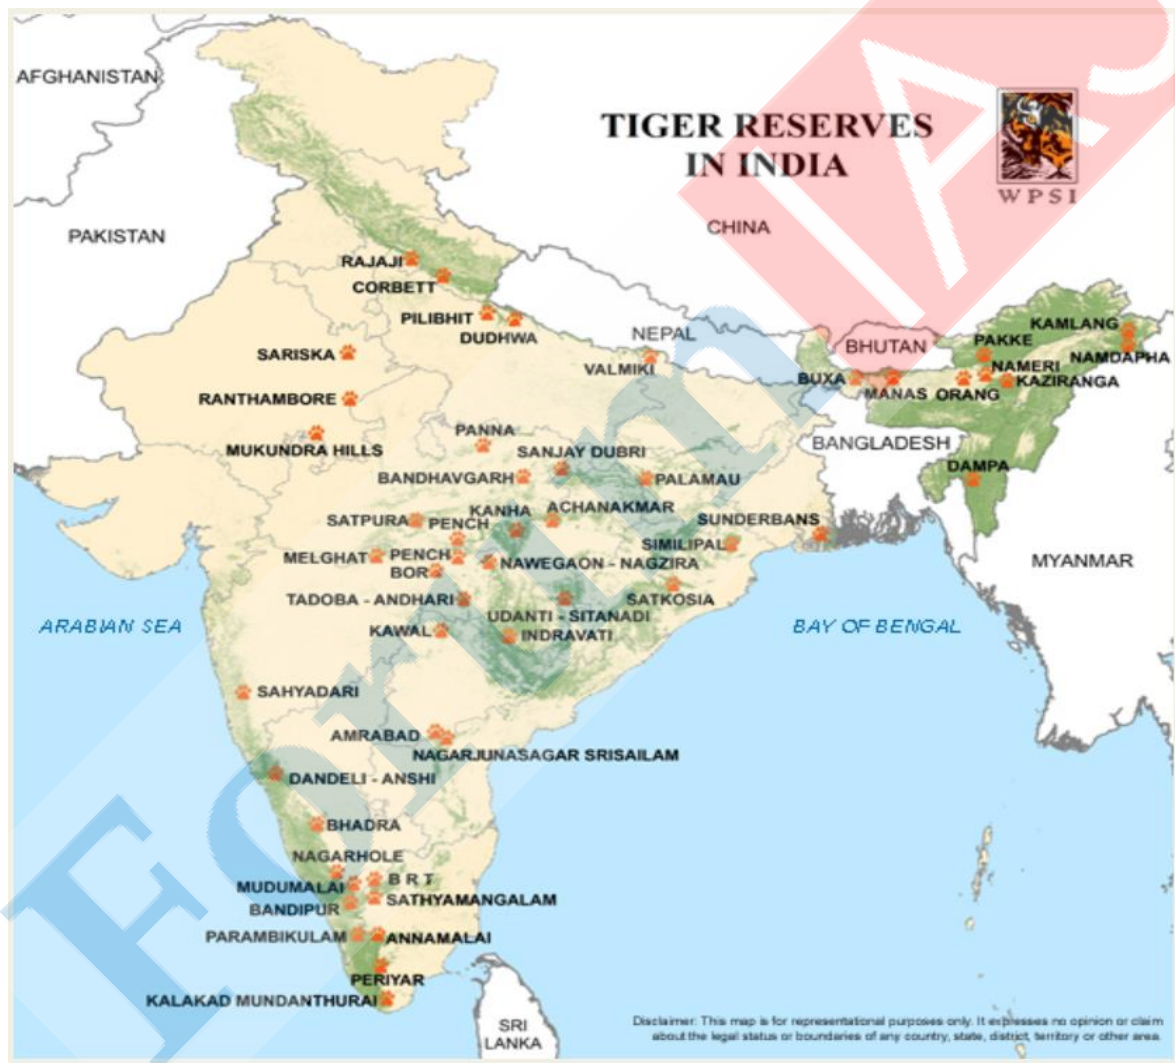 TIGER RESERVES
IN INDIA
WPSI
AFGHANISTAN
PAKISTAN
CHINA
RAJAJI
CORBETT
PILIBHIT
DUDHWA
NEPAL
VALMIKI
BHUTAN
KAMLANG
PAKKE
NAMDAPHA
NAMERI
KAZIRANGA
BUXA
MANAS
ORANG
SARISKA
RANTHAMBORE
MUKUNDRA HILLS
PANNA
SANJAY DUBRI
BANGLADESH
DAMPA
BANDHAVGARH
PALAMAU
KANHA
ACHANAKMAR
SATPURA
PENCH
SUNDERBANS
SIMILIPAL
MELGHAT
PENCH
NAWEGAON - NAGZIRA
MYANMAR
BOR
TADOBA - ANDHARI
SATKOSIA
UDANTI - SITANADI
ARABIAN SEA
KAWAL
INDRAVATI
BAY OF BENGAL
SAHYADARI
AMRABAD
NAGARJUNASAGAR SRISAILAM
DANDELI - ANSHI
BHADRA
NAGARHOLE
B R T
MUDUMALAI
SATHYAMANGALAM
BANDIPUR
PARAMBIKULAM
ANNAMALAI
PERIYAR
KALAKAD MUNDANTHURAI
SRI
LANKA
Disclaimer: This map is for representational purposes only. It expresses no opinion or claim
about the legal status or boundaries of any country, state, district, territory or other area.
ForumIAS